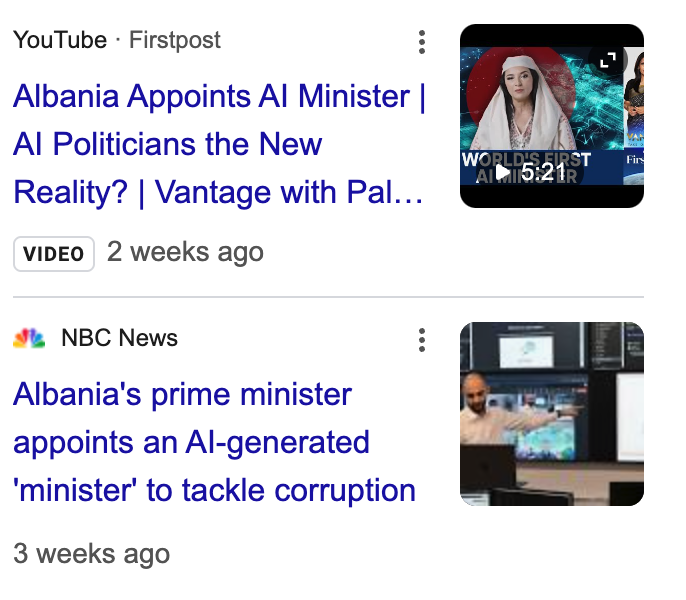 YouTube · Firstpost
Albania Appoints AI Minister |
AI Politicians the New
Reality? | Vantage with Pal…
VIDEO 2 weeks ago
WORLD'S FIRST
AI MINISTER
5:21
Firs
NBC News
Albania's prime minister
appoints an AI-generated
'minister' to tackle corruption
3 weeks ago